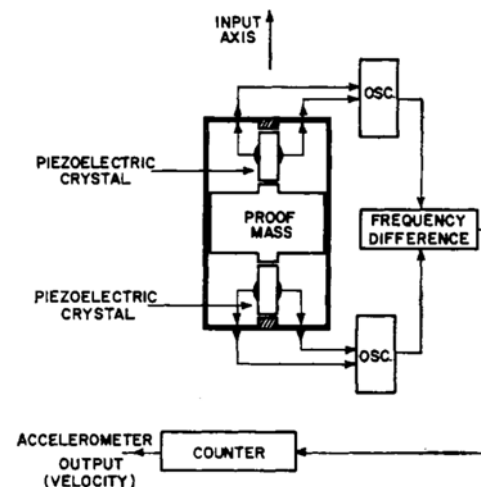 INPUT
AXIS
OSC.
PIEZOELECTRIC
CRYSTAL
PROOF
MASS
FREQUENCY
DIFFERENCE
PIEZOELECTRIC
CRYSTAL
OSC.
ACCELEROMETER
OUTPUT
(VELOCITY)
COUNTER